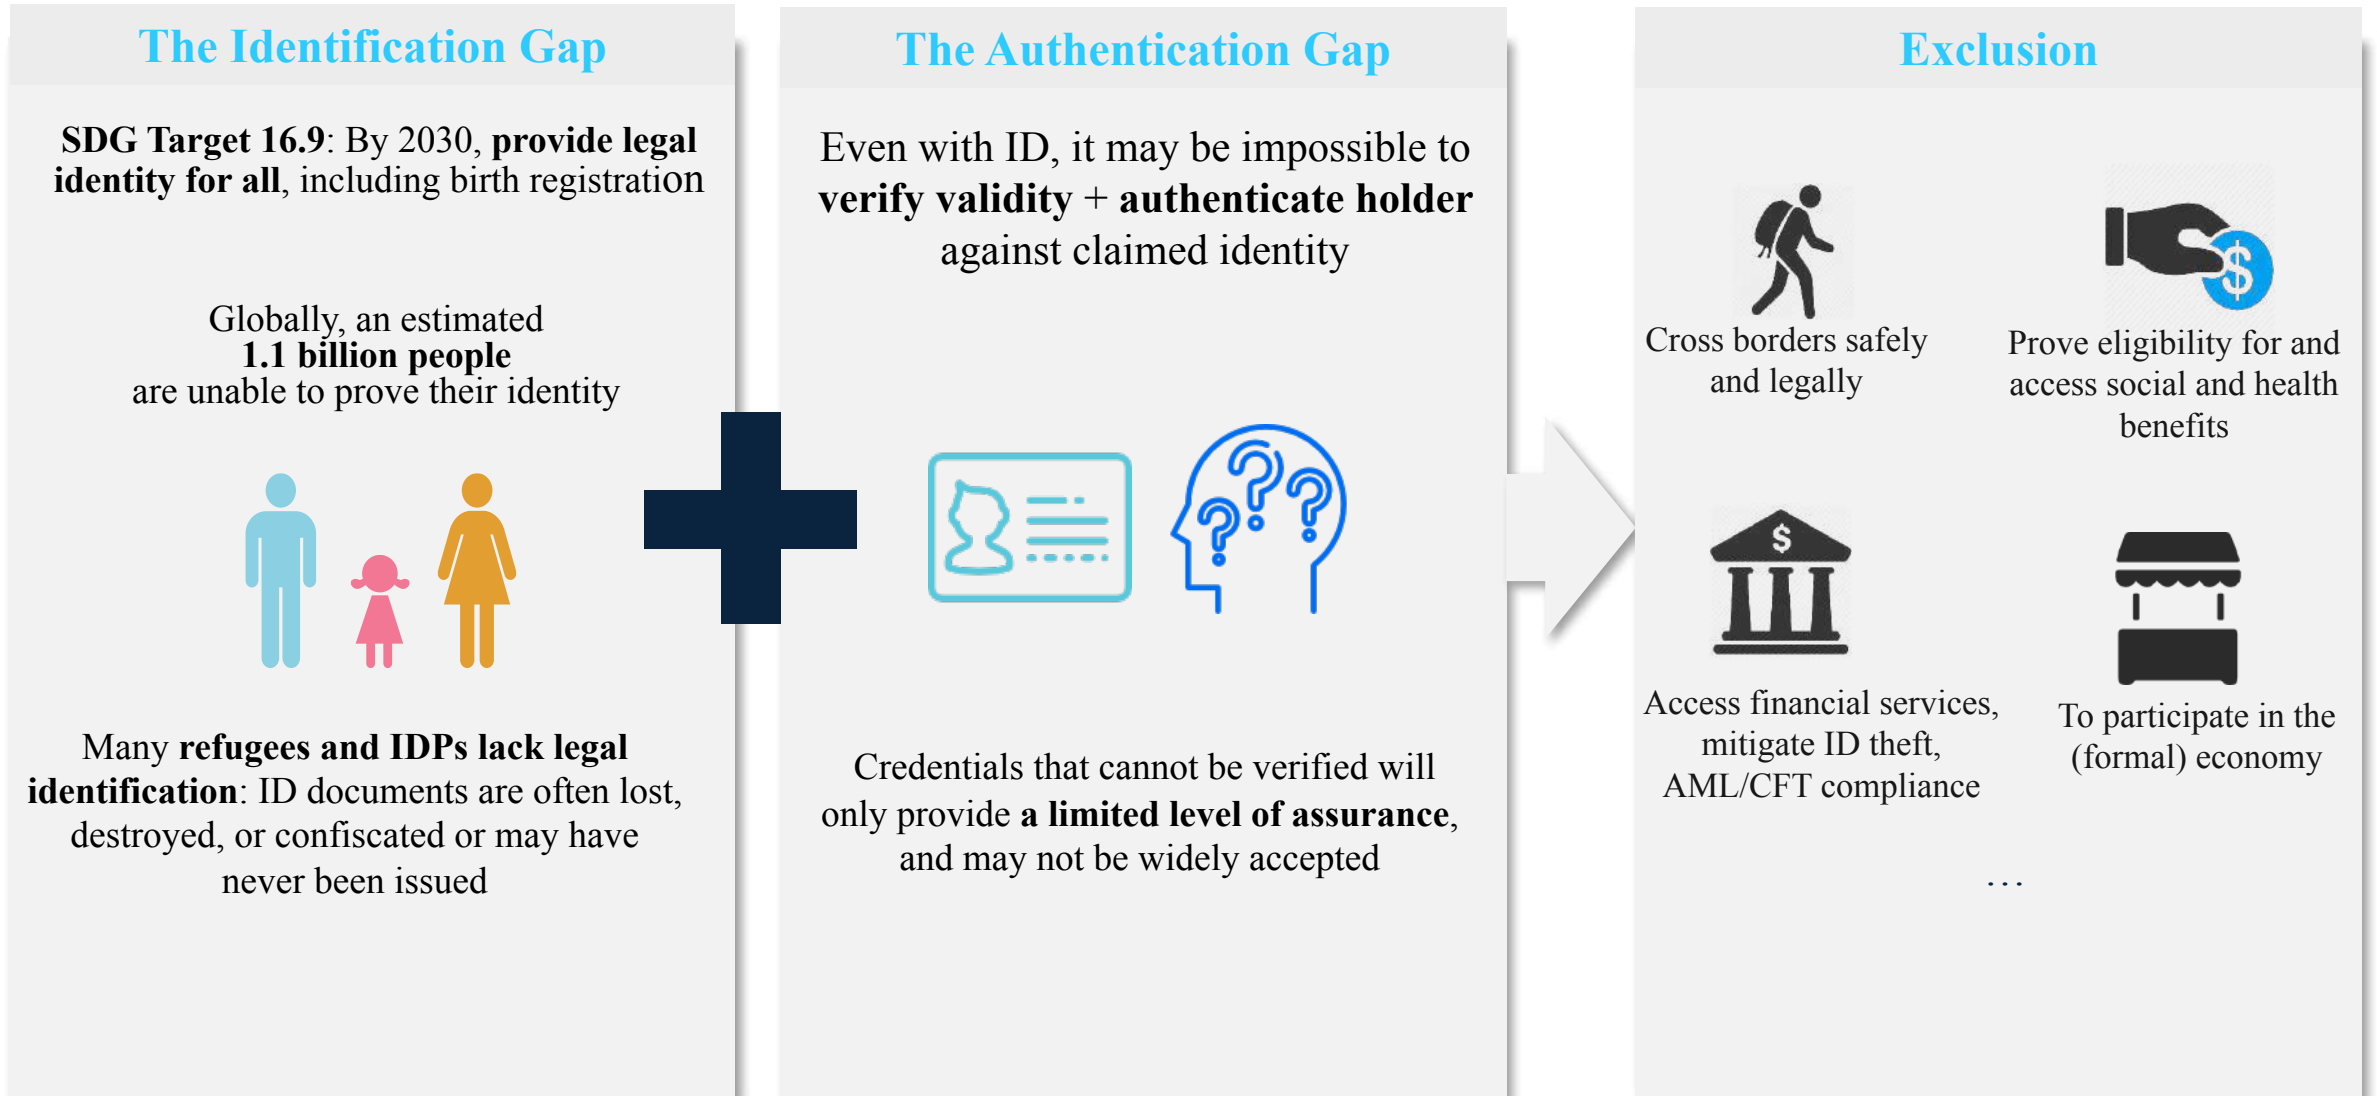 The Identification Gap
SDG Target 16.9: By 2030, provide legal
identity for all, including birth registration
Globally, an estimated
1.1 billion people
are unable to prove their identity
Many refugees and IDPs lack legal
identification: ID documents are often lost,
destroyed, or confiscated or may have
never been issued
The Authentication Gap
Even with ID, it may be impossible to
verify validity + authenticate holder
against claimed identity
Credentials that cannot be verified will
only provide a limited level of assurance,
and may not be widely accepted
Exclusion
Cross borders safely
and legally
$
Prove eligibility for and
access social and health
benefits
$
Access financial services,
mitigate ID theft,
AML/CFT compliance
To participate in the
(formal) economy
…